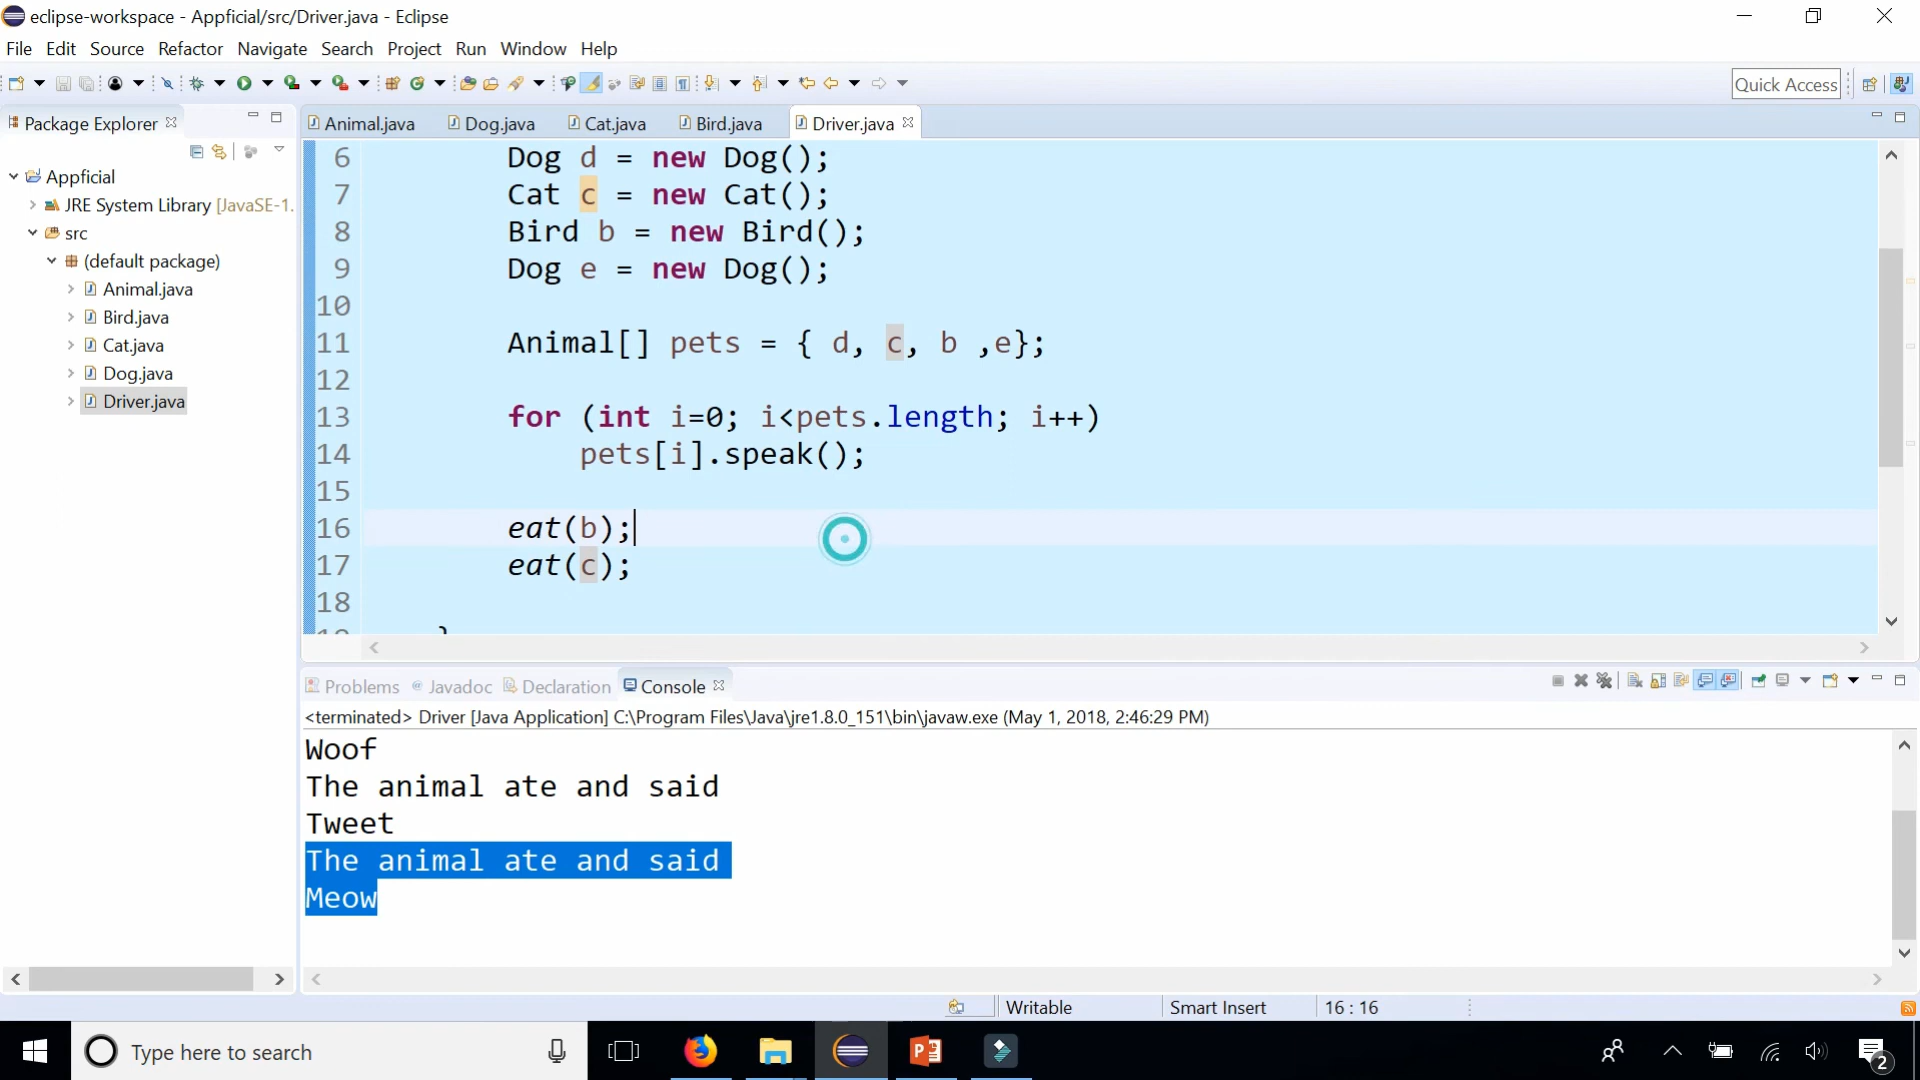 eclipse-workspace - Appficial/src/Driver.java - Eclipse
File Edit Source Refactor Navigate Search Project Run Window Help
Quick Access
Package Explorer
Animal.java Dog.java Cat.java Bird.java Driver.java
Appficial
JRE System Library [JavaSE-1.
src
(default package)
Animal.java
Bird.java
Cat.java
Dog.java
Driver.java
6 Dog d = new Dog();
7 Cat c = new Cat();
8 Bird b = new Bird();
9 Dog e = new Dog();
10
11 Animal[] pets = { d, c, b ,e};
12
13 for (int i=0; i<pets.length; i++)
14 pets[i].speak();
15
16 eat(b);
17 eat(c);
18
}
Problems @ Javadoc Declaration Console
<terminated> Driver [Java Application] C:\Program Files\Java\jre1.8.0_151\bin\javaw.exe (May 1, 2018, 2:46:29 PM)
Woof
The animal ate and said
Tweet
The animal ate and said
Meow
Writable Smart Insert 16 : 16
Type here to search
2